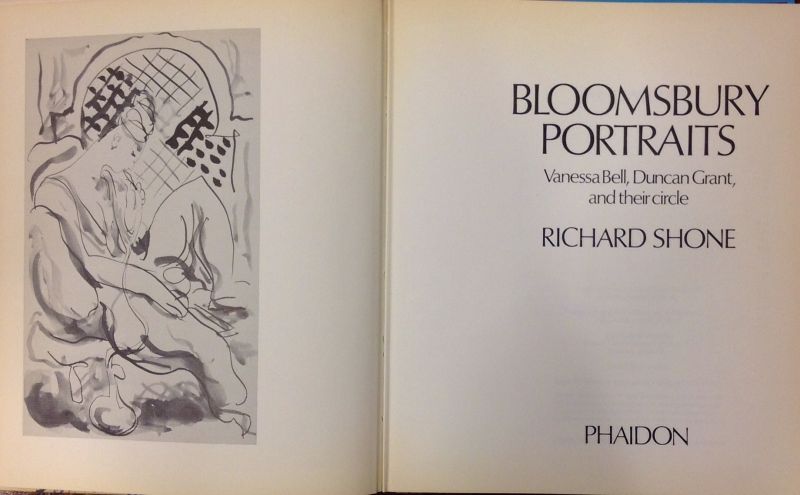 BLOOMSBURY
PORTRAITS
Vanessa Bell, Duncan Grant,
and their circle
RICHARD SHONE
PHAIDON